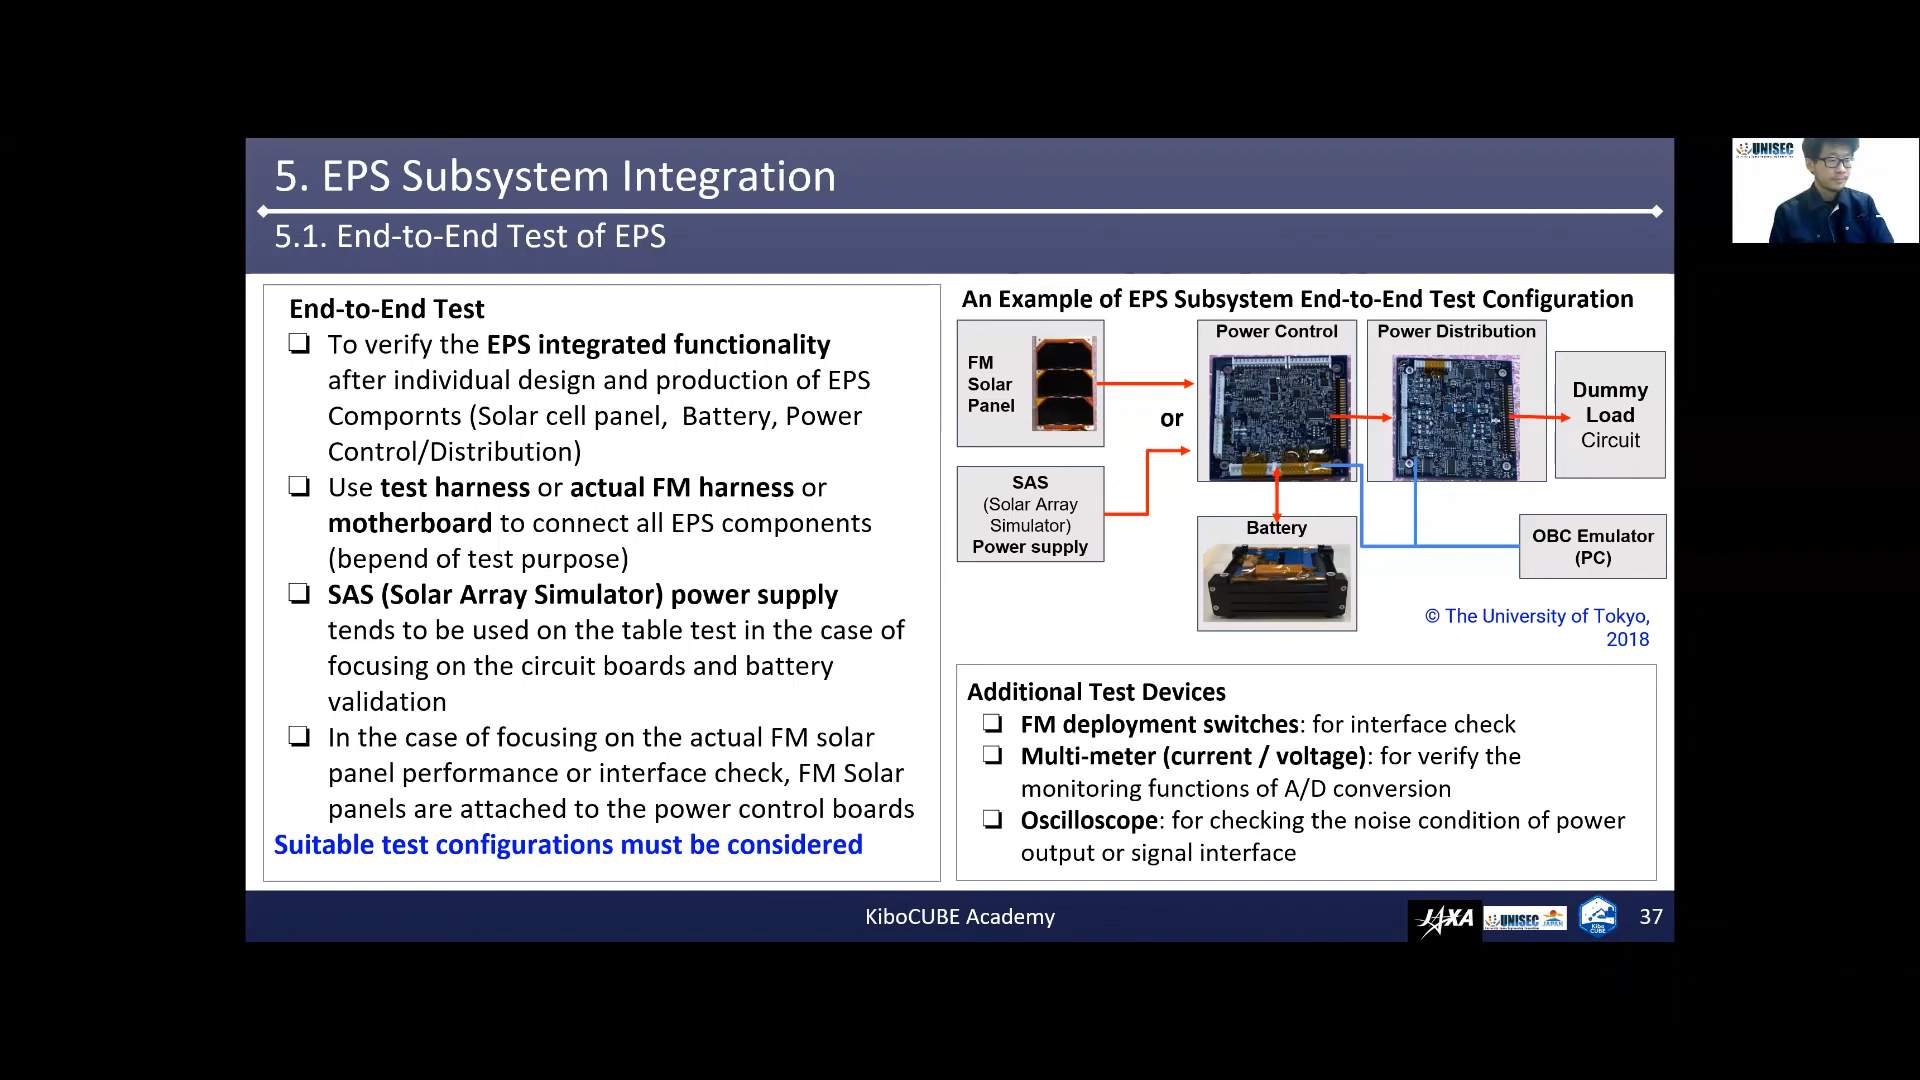 5. EPS Subsystem Integration
5.1. End-to-End Test of EPS
End-to-End Test
❑ To verify the EPS integrated functionality
after individual design and production of EPS
Compornts (Solar cell panel, Battery, Power
Control/Distribution)
❑ Use test harness or actual FM harness or
motherboard to connect all EPS components
(bepend of test purpose)
❑ SAS (Solar Array Simulator) power supply
tends to be used on the table test in the case of
focusing on the circuit boards and battery
validation
❑ In the case of focusing on the actual FM solar
panel performance or interface check, FM Solar
panels are attached to the power control boards
Suitable test configurations must be considered
An Example of EPS Subsystem End-to-End Test Configuration
FM
Solar
Panel
or
SAS
(Solar Array
Simulator)
Power supply
Power Control
Battery
Power Distribution
Dummy
Load
Circuit
OBC Emulator
(PC)
© The University of Tokyo,
2018
Additional Test Devices
❑ FM deployment switches: for interface check
❑ Multi-meter (current / voltage): for verify the
monitoring functions of A/D conversion
❑ Oscilloscope: for checking the noise condition of power
output or signal interface
KiboCUBE Academy
JAXA
UNISEC
JAPAN
Kibo
CUBE
37
UNISEC